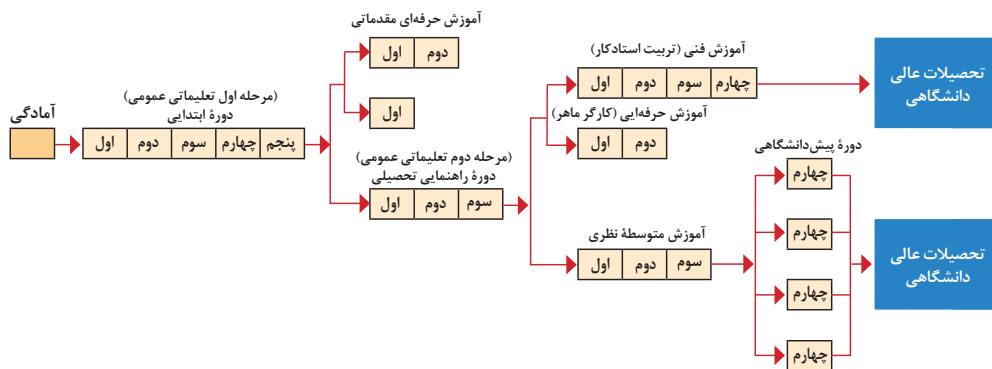 آمادگی
(مرحله اول تعلیماتی عمومی)
دورهٔ ابتدایی
اول دوم سوم چهارم پنجم
آموزش حرفه‌ای مقدماتی
اول دوم
اول
(مرحله دوم تعلیماتی عمومی)
دورهٔ راهنمایی تحصیلی
اول دوم سوم
آموزش فنی (تربیت استادکار)
اول دوم سوم چهارم
آموزش حرفه‌ایی (کارگر ماهر)
اول دوم
آموزش متوسطهٔ نظری
اول دوم سوم
دورهٔ پیش‌دانشگاهی
چهارم
چهارم
چهارم
چهارم
تحصیلات عالی
دانشگاهی
تحصیلات عالی
دانشگاهی